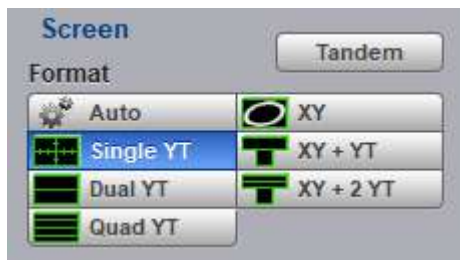 Screen
Tandem
Format
Auto
XY
Single YT
XY + YT
Dual YT
XY + 2 YT
Quad YT